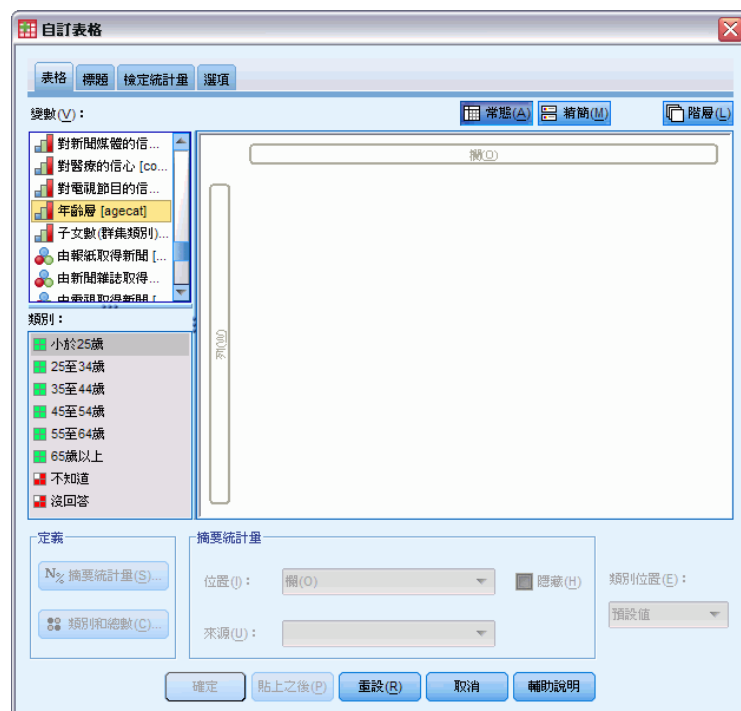 自訂表格
表格 標題 檢定統計量 選項
變數(V)：
常態(A) 精簡(M) 階層(L)
對新聞媒體的信...
對醫療的信心 [co...
對電視節目的信...
年齡層 [agecat]
子女數(群集類別)...
由報紙取得新聞 [...
由新聞雜誌取得...
由電視取得新聞 [
欄(O)
列(W)
類別：
小於25歲
25至34歲
35至44歲
45至54歲
55至64歲
65歲以上
不知道
沒回答
定義
N% 摘要統計量(S)...
類別和總數(C)...
摘要統計量
位置(I)： 欄(O) 隱藏(H)
來源(U)：
類別位置(E)：
預設值
確定 貼上之後(P) 重設(R) 取消 輔助說明